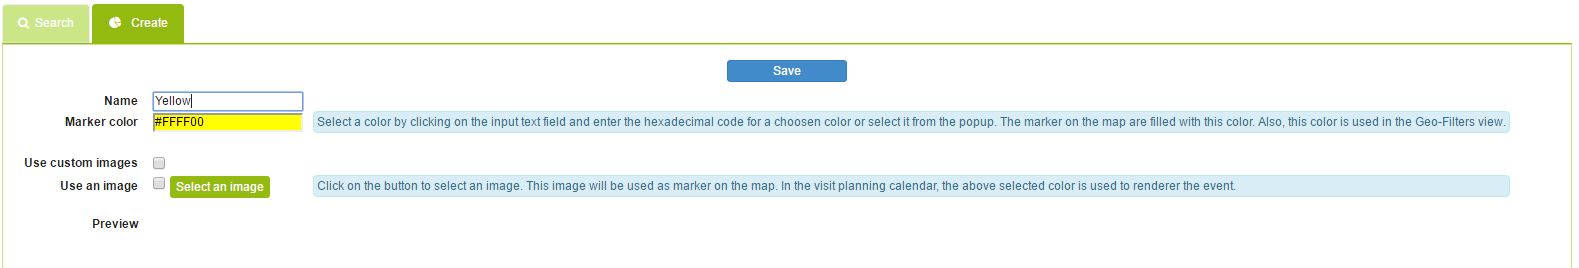 Search
Create
Save
Name Yellow
Marker color #FFFF00 Select a color by clicking on the input text field and enter the hexadecimal code for a choosen color or select it from the popup. The marker on the map are filled with this color. Also, this color is used in the Geo-Filters view.
Use custom images
Use an image Select an image Click on the button to select an image. This image will be used as marker on the map. In the visit planning calendar, the above selected color is used to renderer the event.
Preview